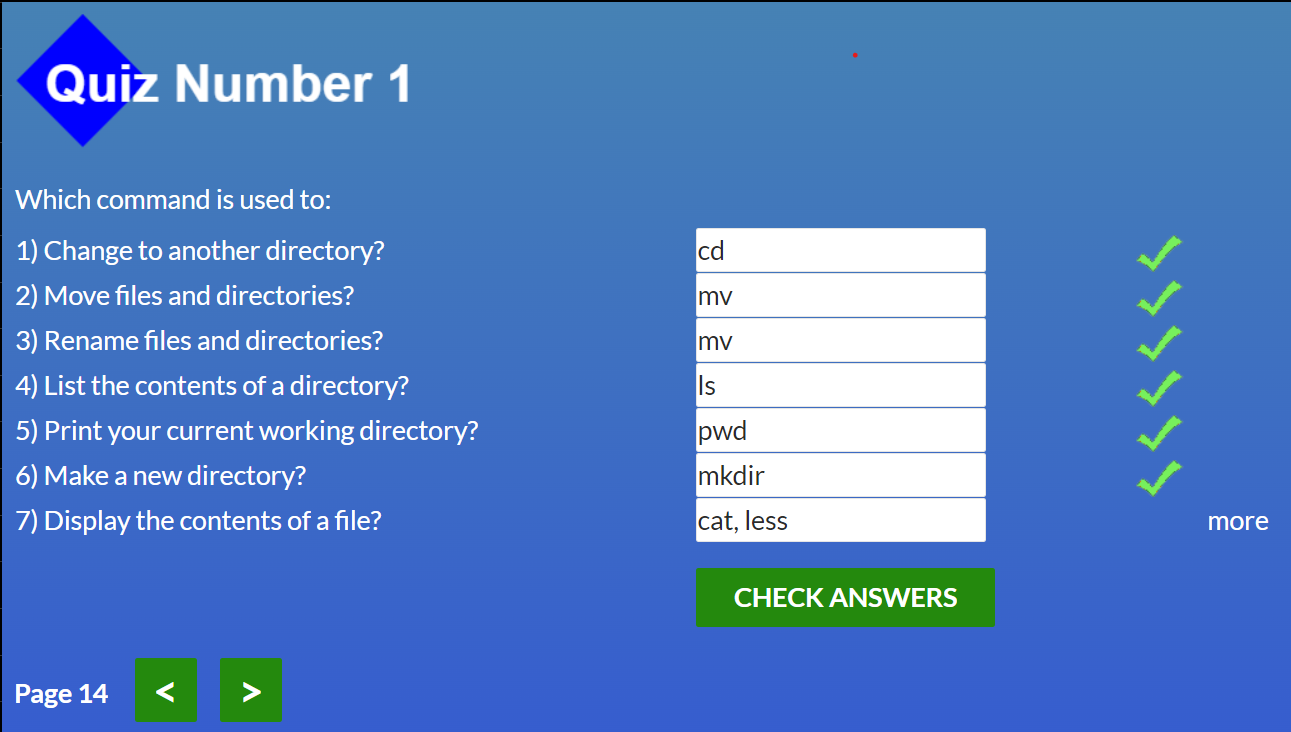 Quiz Number 1
Which command is used to:
1) Change to another directory? cd
2) Move files and directories? mv
3) Rename files and directories? mv
4) List the contents of a directory? ls
5) Print your current working directory? pwd
6) Make a new directory? mkdir
7) Display the contents of a file? cat, less more
CHECK ANSWERS
Page 14 < >